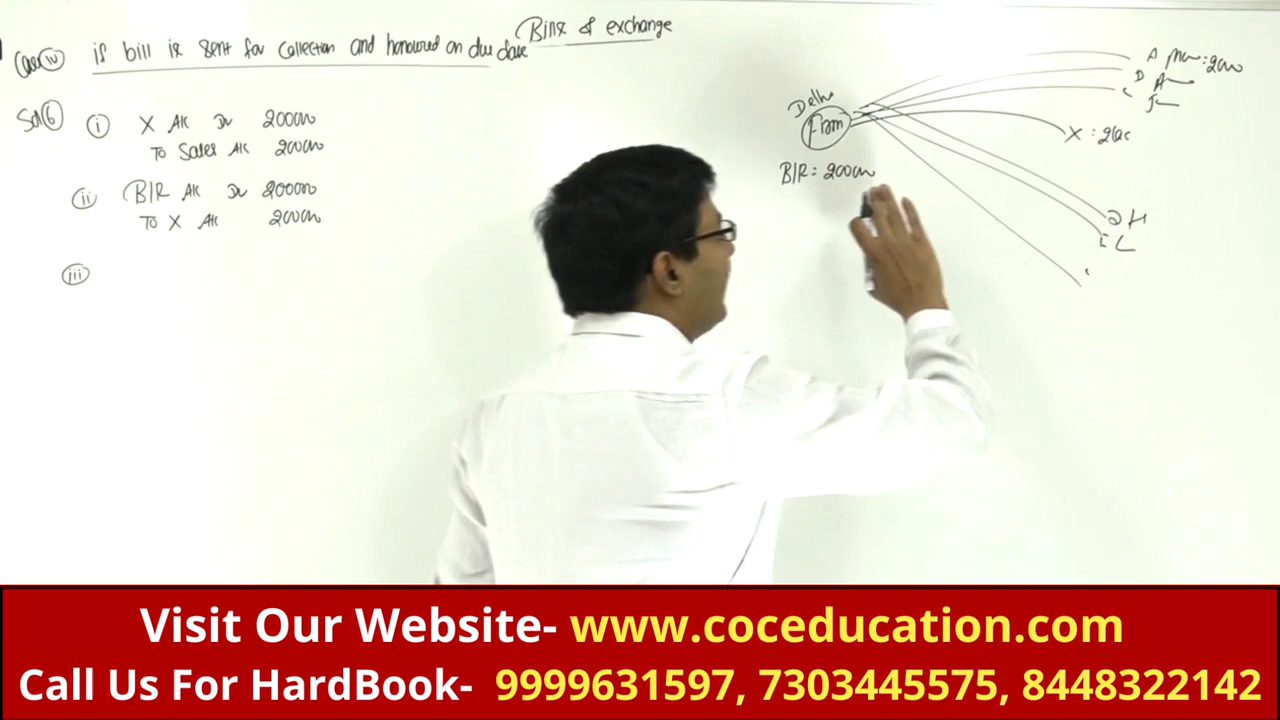 Bills of exchange
Case iv if bill is sent for collection and honoured on due date
Sol 6
i X A/c Dr 20000
To Sales A/c 20000
ii B/R A/c Dr 20000
To X A/c 20000
iii
Delhi
Firm
B/R = 20000
A
D
X :
Visit Our Website- www.coceducation.com
Call Us For HardBook- 9999631597, 7303445575, 8448322142